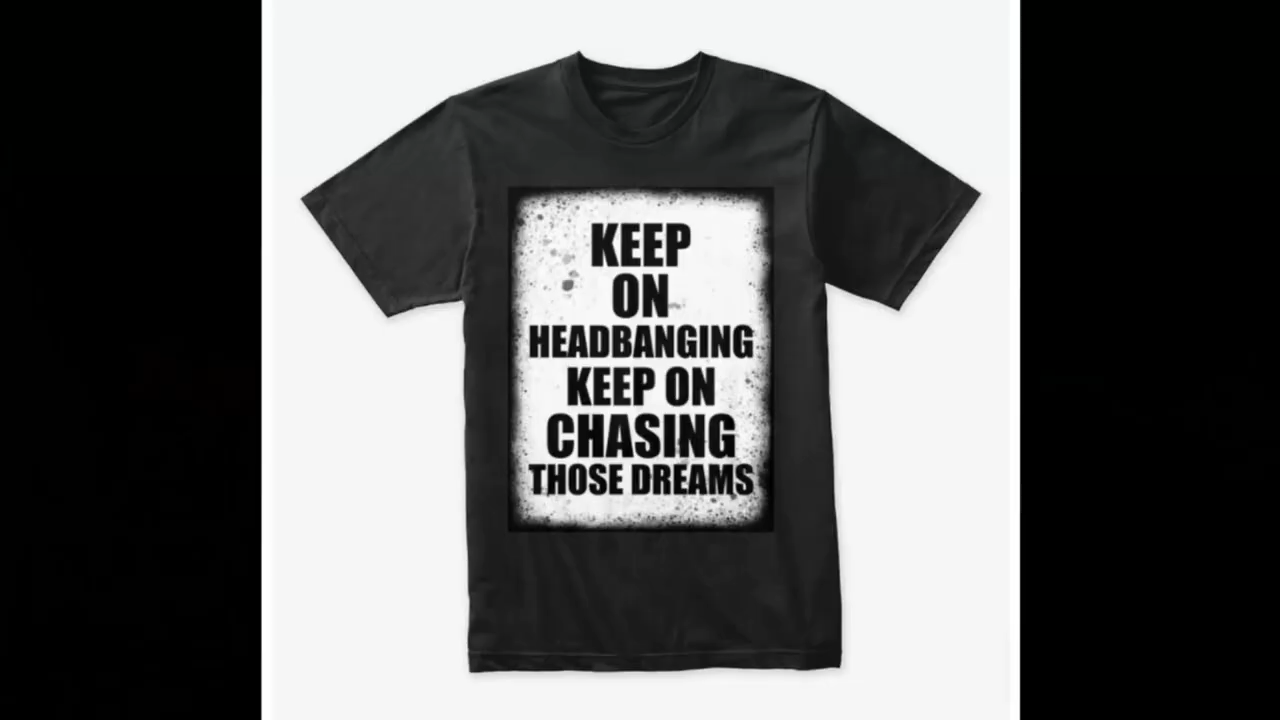 KEEP
ON
HEADBANGING
KEEP ON
CHASING
THOSE DREAMS